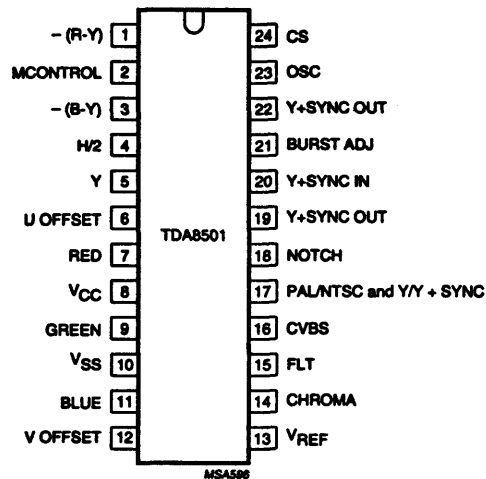 − (R-Y) 1
MCONTROL 2
− (B-Y) 3
H/2 4
Y 5
U OFFSET 6
RED 7
VCC 8
GREEN 9
VSS 10
BLUE 11
V OFFSET 12
TDA8501
24 CS
23 OSC
22 Y+SYNC OUT
21 BURST ADJ
20 Y+SYNC IN
19 Y+SYNC OUT
18 NOTCH
17 PAL/NTSC and Y/Y + SYNC
16 CVBS
15 FLT
14 CHROMA
13 VREF
MSA596